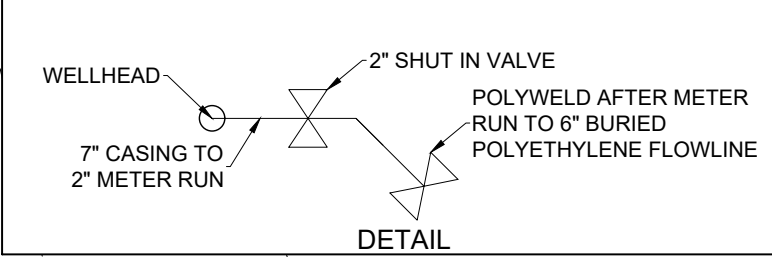 WELLHEAD
2" SHUT IN VALVE
7" CASING TO
2" METER RUN
POLYWELD AFTER METER
RUN TO 6" BURIED
POLYETHYLENE FLOWLINE
DETAIL